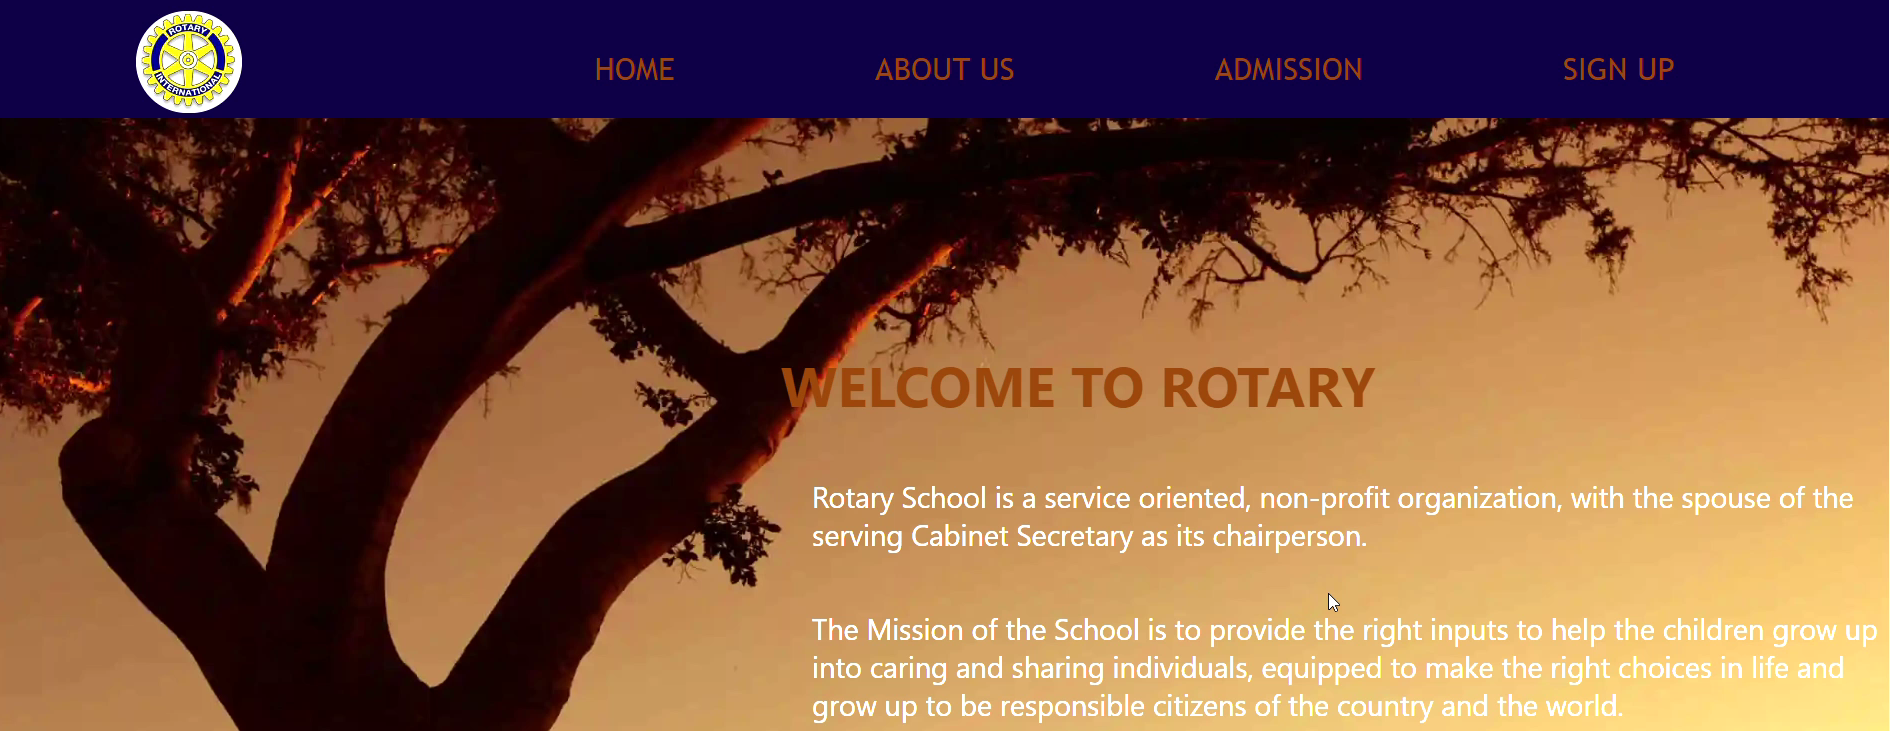 ROTARY
INTERNATIONAL
HOME
ABOUT US
ADMISSION
SIGN UP
WELCOME TO ROTARY
Rotary School is a service oriented, non-profit organization, with the spouse of the
serving Cabinet Secretary as its chairperson.
The Mission of the School is to provide the right inputs to help the children grow up
into caring and sharing individuals, equipped to make the right choices in life and
grow up to be responsible citizens of the country and the world.